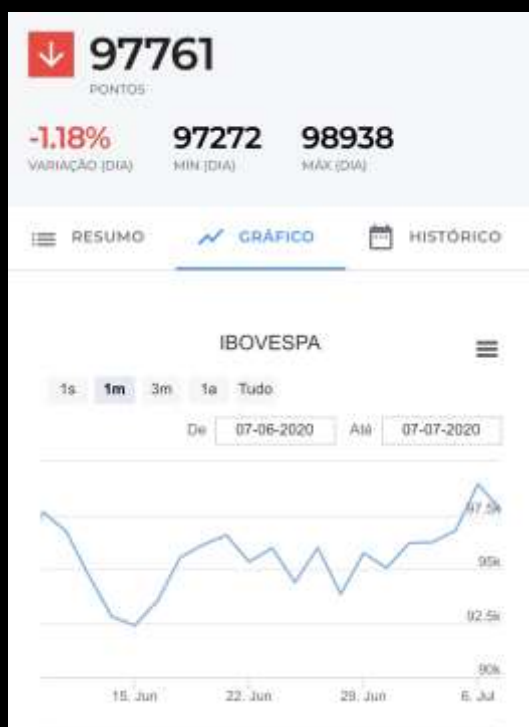 97761
PONTOS
-1.18% 97272 98938
VARIAÇÃO (DIA) MÍN (DIA) MÁX (DIA)
RESUMO GRÁFICO HISTÓRICO
IBOVESPA
1s 1m 3m 1a Tudo
De 07-06-2020 Até 07-07-2020
97.5k
95k
92.5k
90k
15. Jun 22. Jun 29. Jun 6. Jul